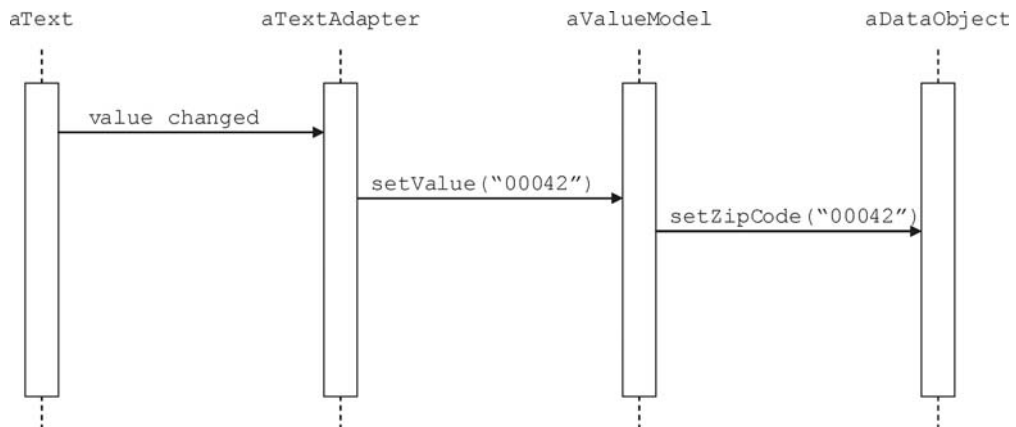 aText aTextAdapter aValueModel aDataObject
value changed
setValue(“00042”)
setZipCode(“00042”)